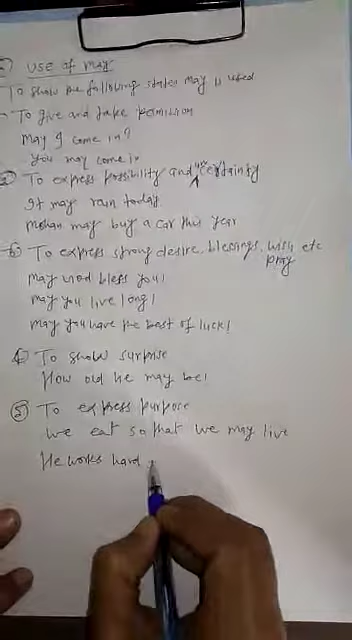 Use of May
To show the following states May is used
To give and take permission
May I come in?
You may come in
To express possibility and uncertainty
It may rain today.
Mohan may buy a car this year
To express strong desire, blessings, wish etc
pray
May God bless you!
May you live long!
May you have the best of luck!
4) To show surprise
How old he may be!
5) To express purpose
We eat so that we may live
He works hard